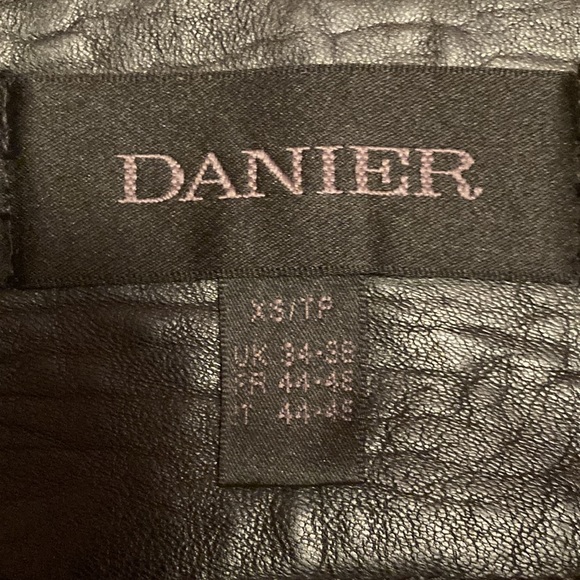 DANIER
XS/TP
UK 34-36
FR 44-46
IT 44-46